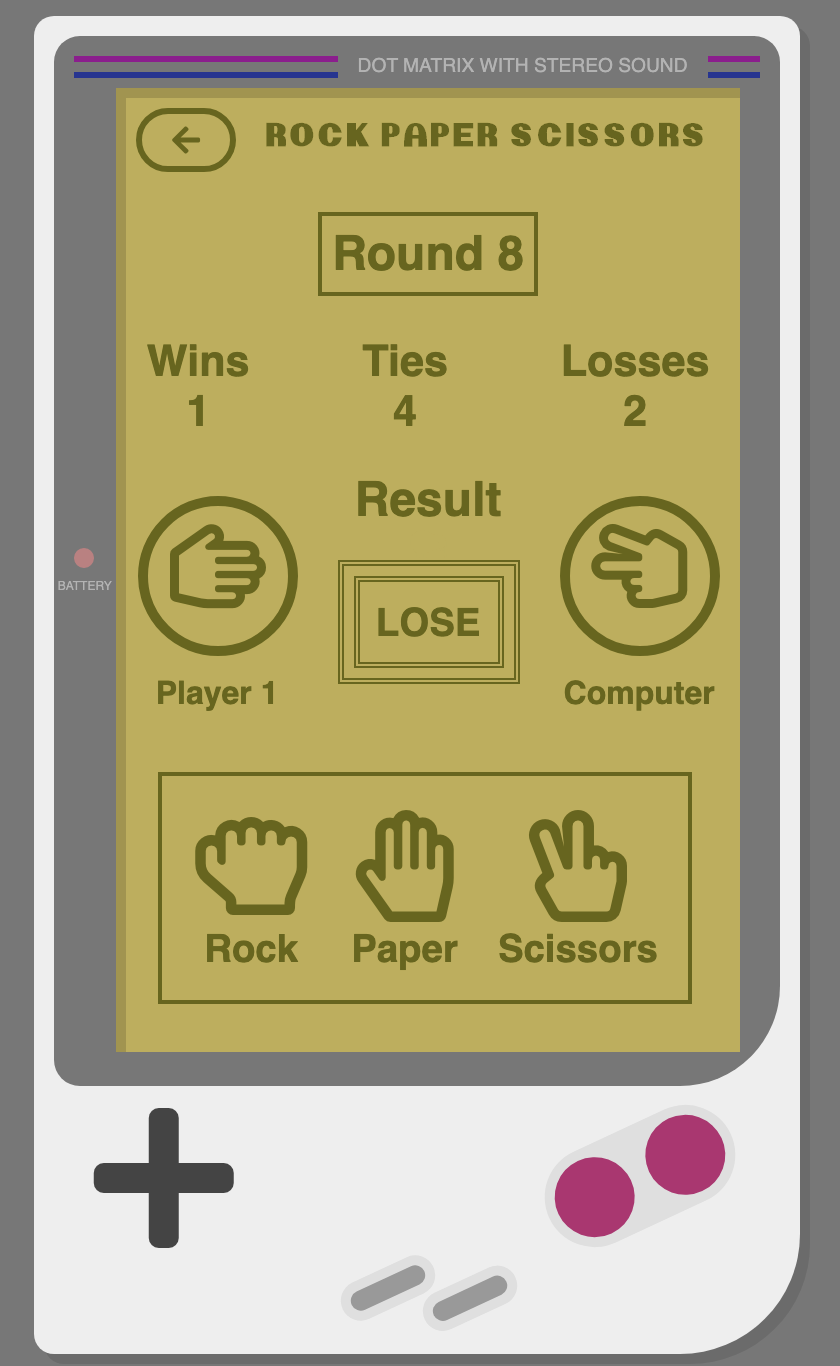 DOT MATRIX WITH STEREO SOUND
ROCK PAPER SCISSORS
Round 8
Wins Ties Losses
1 4 2
Result
LOSE
BATTERY
Player 1 Computer
Rock Paper Scissors